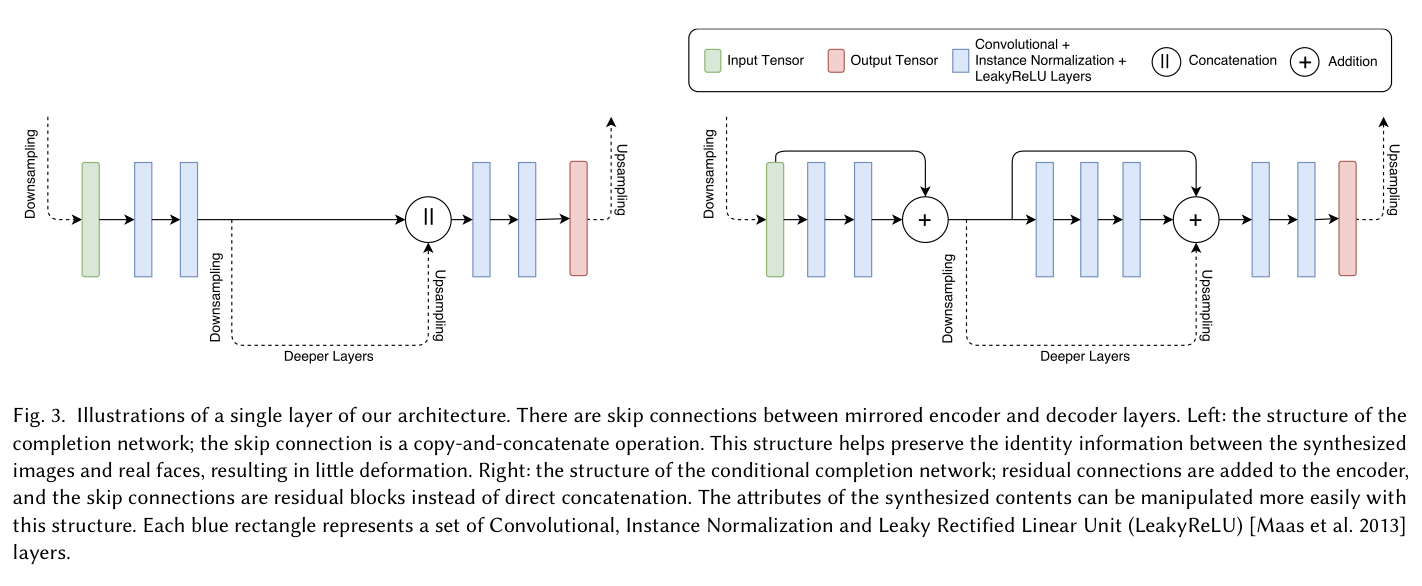 Input Tensor
Output Tensor
Convolutional +
Instance Normalization +
LeakyReLU Layers
||
Concatenation
+
Addition
Downsampling
Downsampling
Deeper Layers
||
Upsampling
Upsampling
Downsampling
+
Downsampling
Deeper Layers
+
Upsampling
Upsampling
Fig. 3. Illustrations of a single layer of our architecture. There are skip connections between mirrored encoder and decoder layers. Left: the structure of the
completion network; the skip connection is a copy-and-concatenate operation. This structure helps preserve the identity information between the synthesized
images and real faces, resulting in little deformation. Right: the structure of the conditional completion network; residual connections are added to the encoder,
and the skip connections are residual blocks instead of direct concatenation. The attributes of the synthesized contents can be manipulated more easily with
this structure. Each blue rectangle represents a set of Convolutional, Instance Normalization and Leaky Rectified Linear Unit (LeakyReLU) [Maas et al. 2013]
layers.